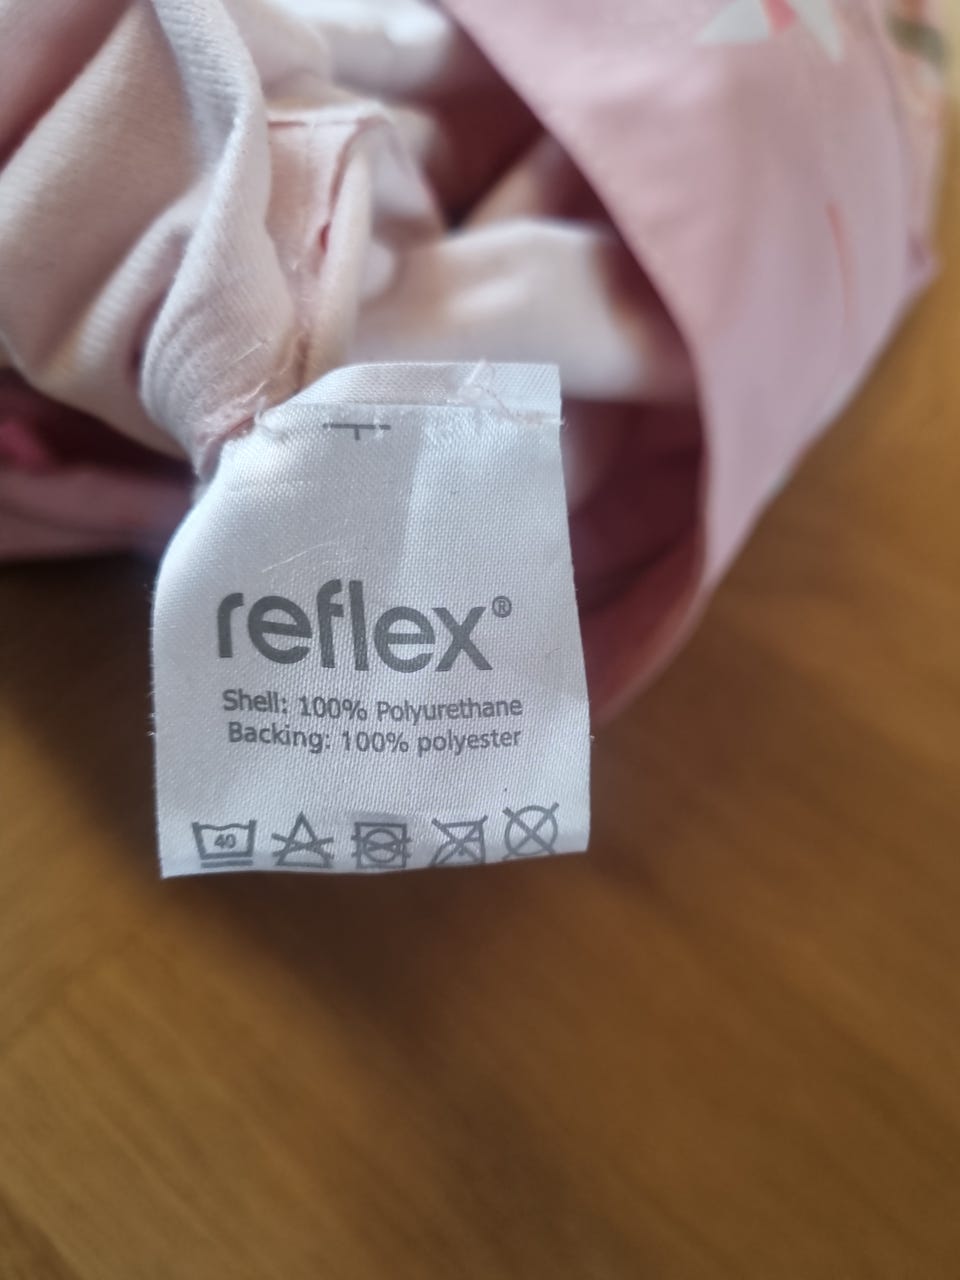 reflex®
Shell: 100% Polyurethane
Backing: 100% polyester
40